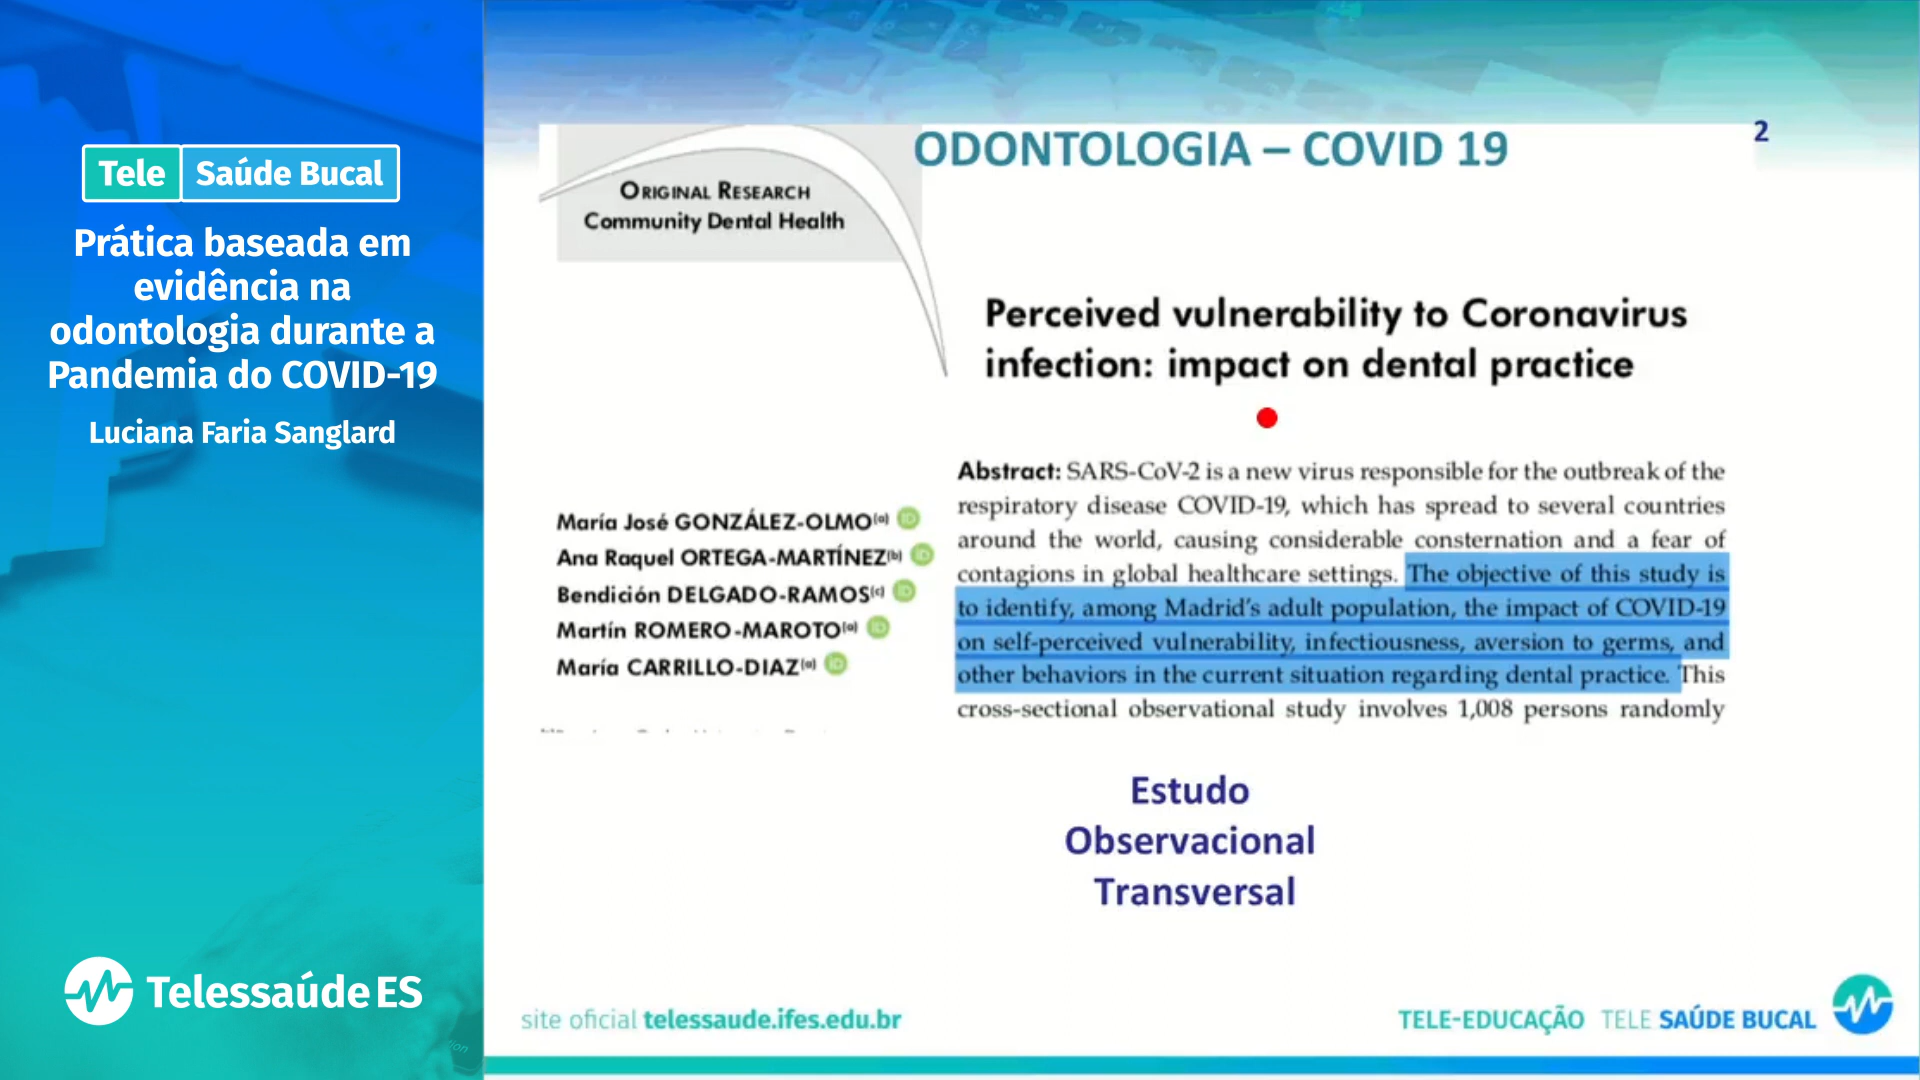 Tele Saúde Bucal
Prática baseada em
evidência na
odontologia durante a
Pandemia do COVID-19
Luciana Faria Sanglard
Telessaúde ES
ODONTOLOGIA – COVID 19
2
ORIGINAL RESEARCH
Community Dental Health
Perceived vulnerability to Coronavirus
infection: impact on dental practice
María José GONZÁLEZ-OLMO(a) iD
Ana Raquel ORTEGA-MARTÍNEZ(b) iD
Bendición DELGADO-RAMOS(c) iD
Martín ROMERO-MAROTO(a) iD
María CARRILLO-DIAZ(a) iD
Abstract: SARS-CoV-2 is a new virus responsible for the outbreak of the
respiratory disease COVID-19, which has spread to several countries
around the world, causing considerable consternation and a fear of
contagions in global healthcare settings. The objective of this study is
to identify, among Madrid's adult population, the impact of COVID-19
on self-perceived vulnerability, infectiousness, aversion to germs, and
other behaviors in the current situation regarding dental practice. This
cross-sectional observational study involves 1,008 persons randomly
Estudo
Observacional
Transversal
site oficial telessaude.ifes.edu.br
TELE-EDUCAÇÃO TELE SAÚDE BUCAL